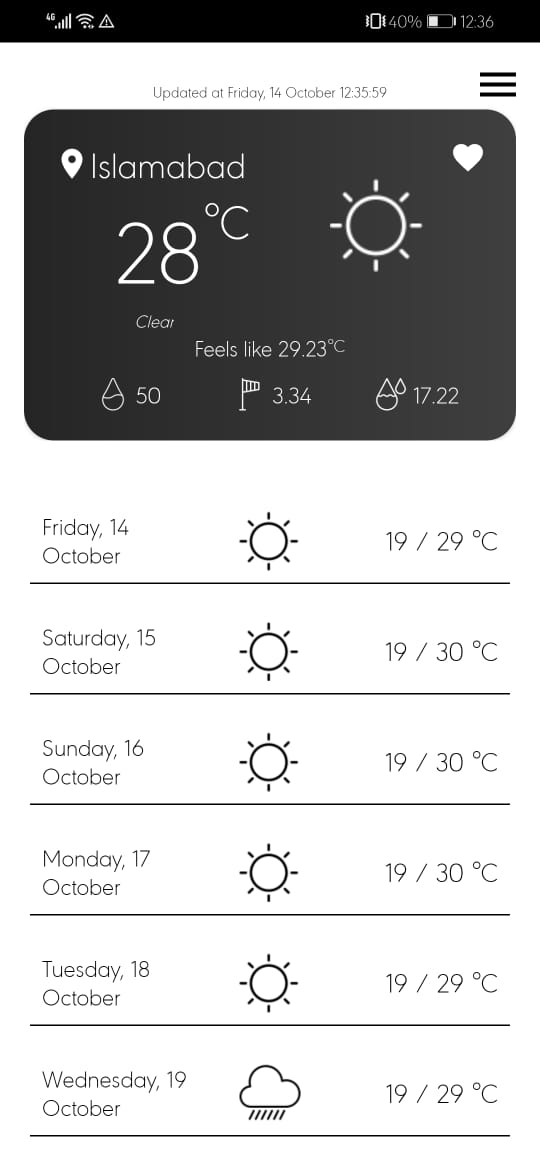 4G 40% 12:36
Updated at Friday, 14 October 12:35:59
Islamabad
28 °C
Clear
Feels like 29.23°C
50 3.34 17.22
Friday, 14
October
19 / 29 °C
Saturday, 15
October
19 / 30 °C
Sunday, 16
October
19 / 30 °C
Monday, 17
October
19 / 30 °C
Tuesday, 18
October
19 / 29 °C
Wednesday, 19
October
19 / 29 °C